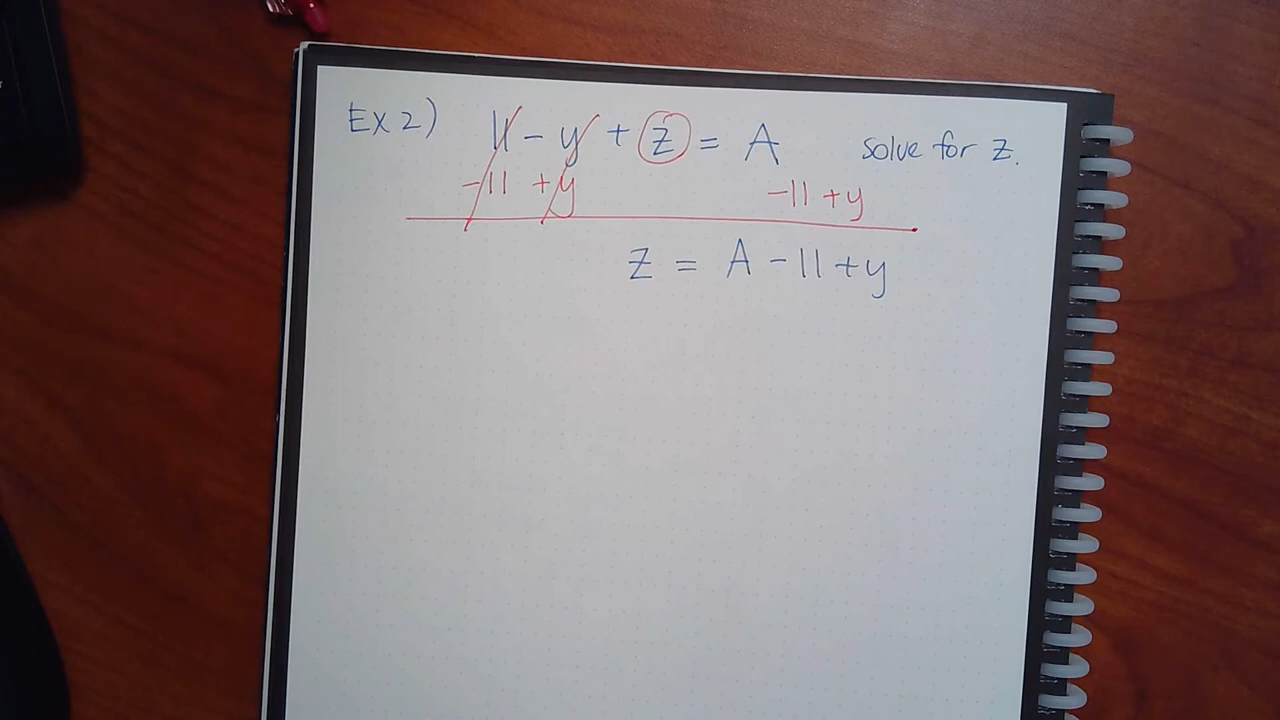 Ex 2) 11 - y + z = A solve for z.
-11 +y -11 + y
z = A - 11 + y